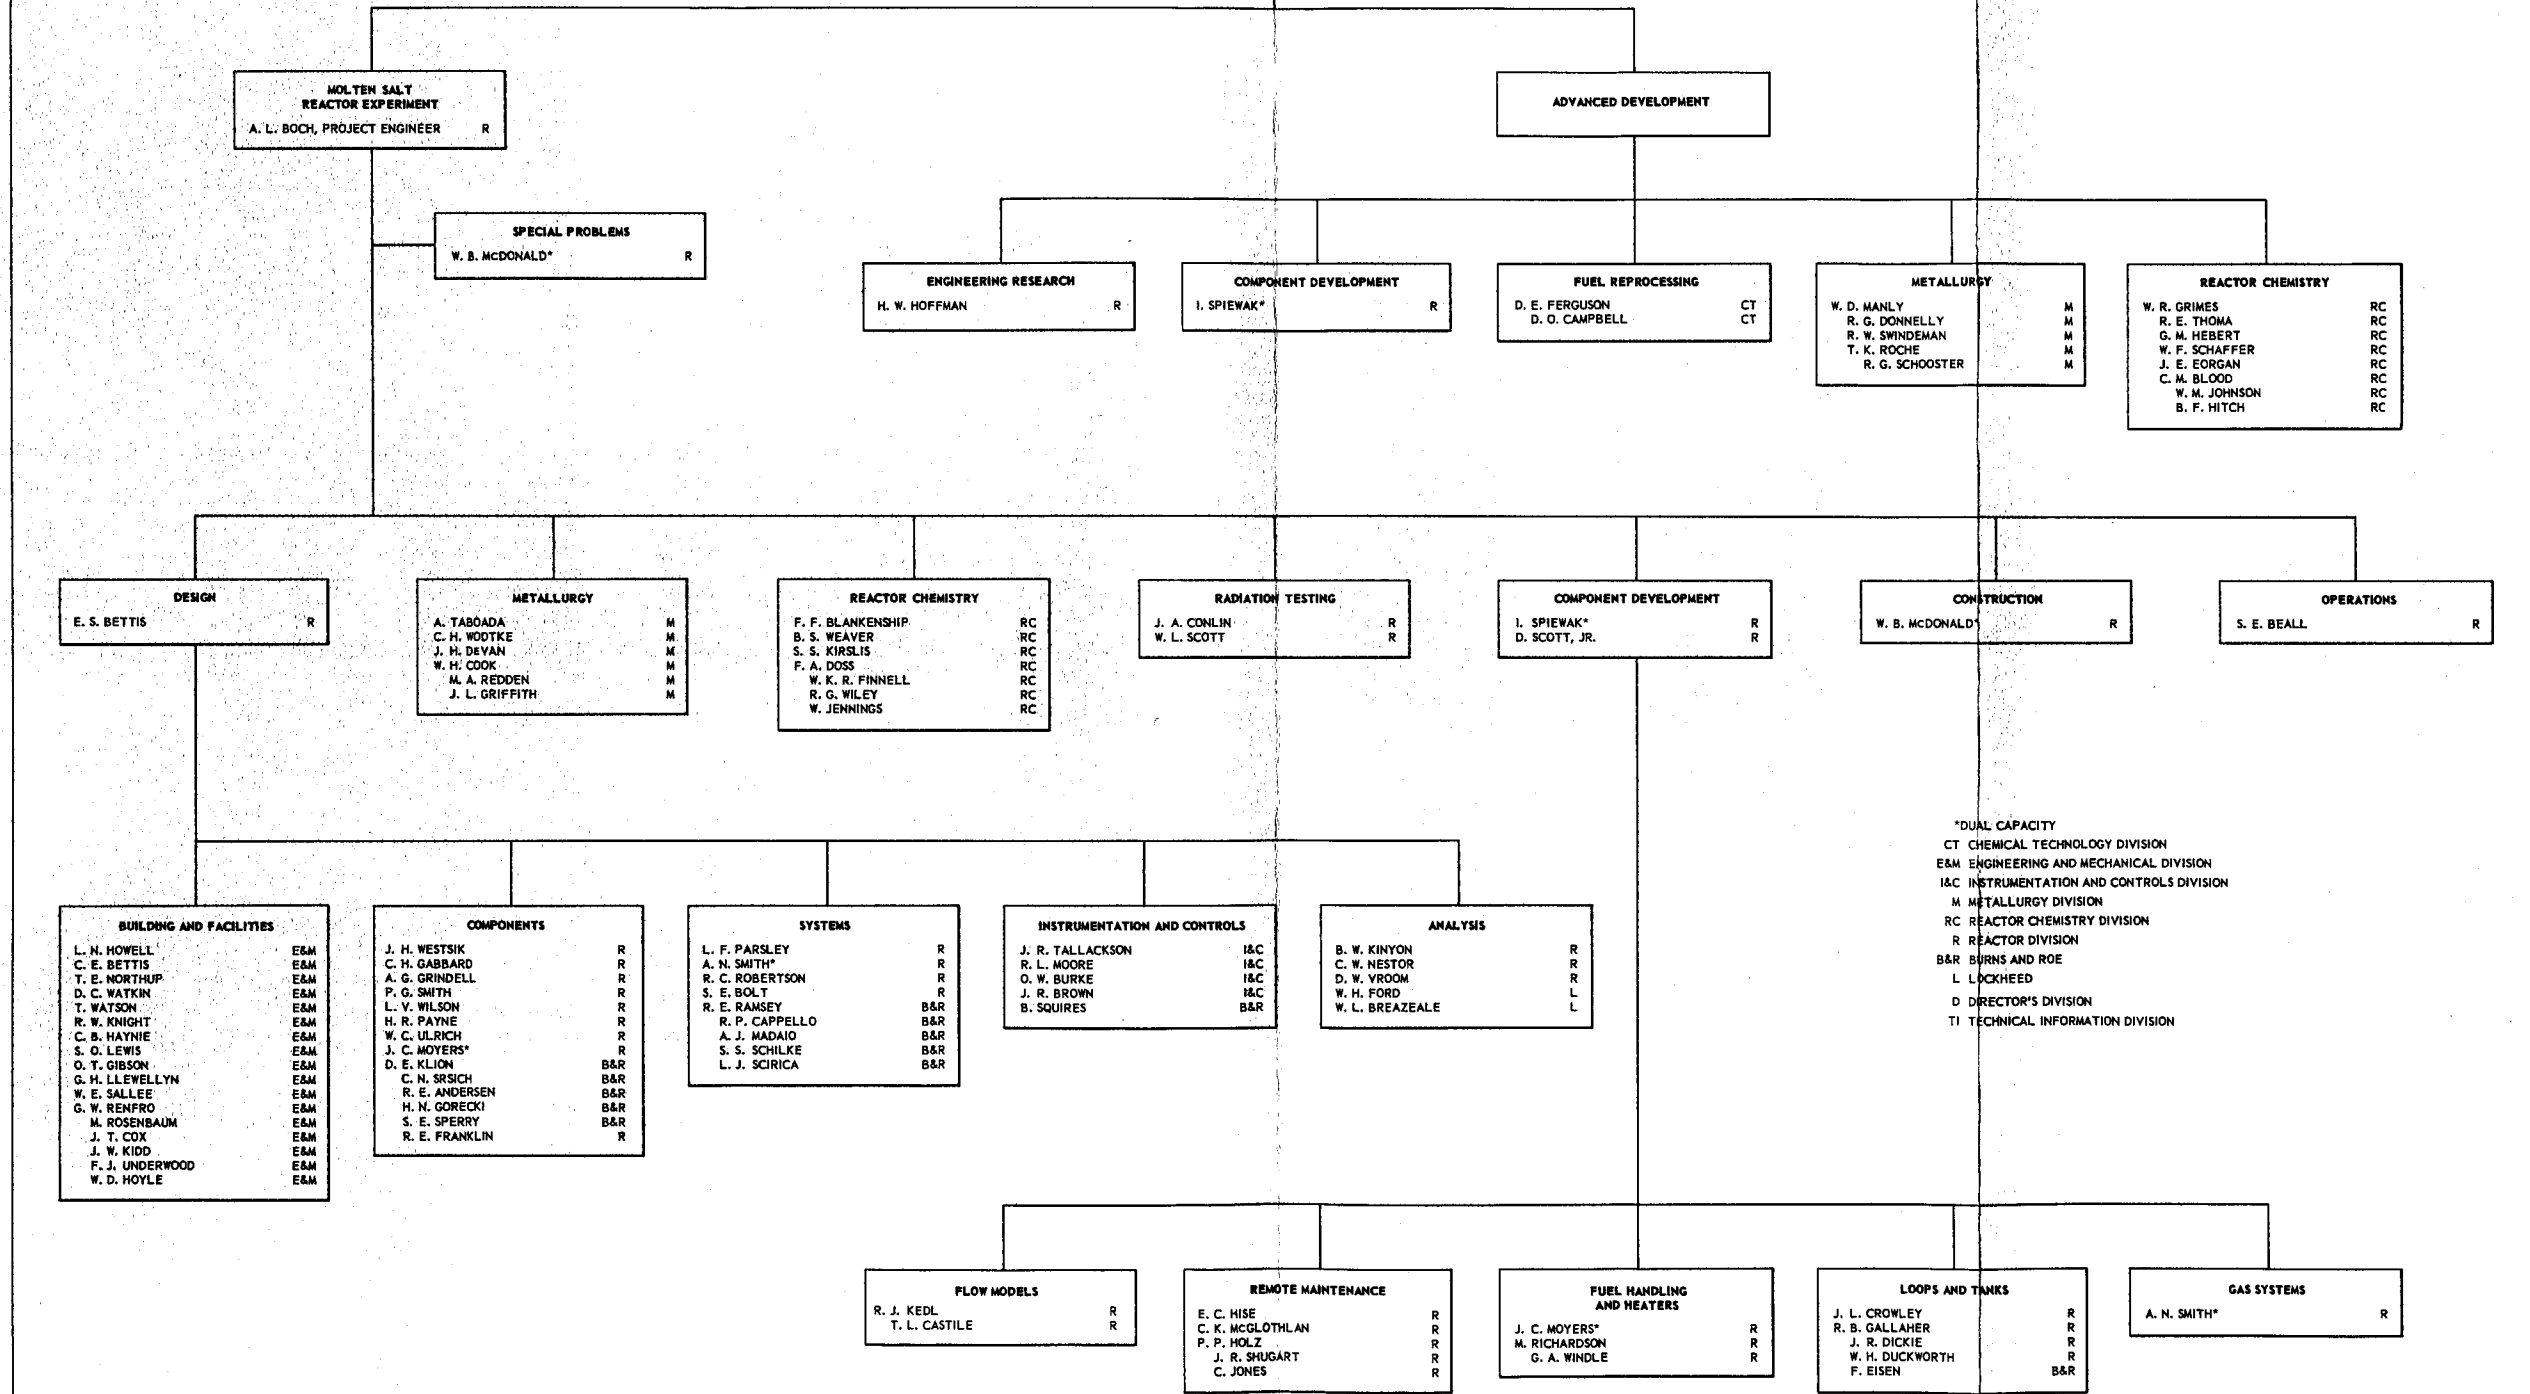 MOLTEN SALT
REACTOR EXPERIMENT
A. L. BOCH, PROJECT ENGINEER R
ADVANCED DEVELOPMENT
SPECIAL PROBLEMS
W. B. McDONALD* R
ENGINEERING RESEARCH
H. W. HOFFMAN R
COMPONENT DEVELOPMENT
I. SPIEWAK* R
FUEL REPROCESSING
D. E. FERGUSON CT
D. O. CAMPBELL CT
METALLURGY
W. D. MANLY M
R. G. DONNELLY M
R. W. SWINDEMAN M
T. K. ROCHE M
R. G. SCHOOSTER M
REACTOR CHEMISTRY
W. R. GRIMES RC
R. E. THOMA RC
G. M. HEBERT RC
W. F. SCHAFFER RC
J. E. EORGAN RC
C. M. BLOOD RC
W. M. JOHNSON RC
B. F. HITCH RC
DESIGN
E. S. BETTIS R
METALLURGY
A. TABOADA M
C. H. WODTKE M
J. H. DeVAN M
W. H. COOK M
M. A. REDDEN M
J. L. GRIFFITH M
REACTOR CHEMISTRY
F. F. BLANKENSHIP RC
B. S. WEAVER RC
S. S. KIRSLIS RC
F. A. DOSS RC
W. K. R. FINNELL RC
R. G. WILEY RC
W. JENNINGS RC
RADIATION TESTING
J. A. CONLIN R
W. L. SCOTT R
COMPONENT DEVELOPMENT
I. SPIEWAK* R
D. SCOTT, JR. R
CONSTRUCTION
W. B. McDONALD* R
OPERATIONS
S. E. BEALL R
*DUAL CAPACITY
CT CHEMICAL TECHNOLOGY DIVISION
E&M ENGINEERING AND MECHANICAL DIVISION
I&C INSTRUMENTATION AND CONTROLS DIVISION
M METALLURGY DIVISION
RC REACTOR CHEMISTRY DIVISION
R REACTOR DIVISION
B&R BURNS AND ROE
L LOCKHEED
D DIRECTOR'S DIVISION
TI TECHNICAL INFORMATION DIVISION
BUILDING AND FACILITIES
L. N. HOWELL E&M
C. E. BETTIS E&M
T. E. NORTHUP E&M
D. C. WATKIN E&M
T. WATSON E&M
R. W. KNIGHT E&M
C. B. HAYNIE E&M
S. O. LEWIS E&M
O. T. GIBSON E&M
G. H. LLEWELLYN E&M
W. E. SALLEE E&M
G. W. RENFRO E&M
M. ROSENBAUM E&M
J. T. COX E&M
J. W. KIDD E&M
F. J. UNDERWOOD E&M
W. D. HOYLE E&M
COMPONENTS
J. H. WESTSIK R
C. H. GABBARD R
A. G. GRINDELL R
P. G. SMITH R
L. V. WILSON R
H. R. PAYNE R
W. C. ULRICH R
J. C. MOYERS* R
D. E. KLION B&R
C. N. SRSICH B&R
R. E. ANDERSEN B&R
H. N. GORECKI B&R
S. E. SPERRY B&R
R. E. FRANKLIN R
SYSTEMS
L. F. PARSLEY R
A. N. SMITH* R
R. C. ROBERTSON R
S. E. BOLT R
R. E. RAMSEY B&R
R. P. CAPPELLO B&R
A. J. MADAIO B&R
S. S. SCHILKE B&R
L. J. SCIRICA B&R
INSTRUMENTATION AND CONTROLS
J. R. TALLACKSON I&C
R. L. MOORE I&C
O. W. BURKE I&C
J. R. BROWN I&C
B. SQUIRES B&R
ANALYSIS
B. W. KINYON R
C. W. NESTOR R
D. W. VROOM R
W. H. FORD L
W. L. BREAZEALE L
FLOW MODELS
R. J. KEDL R
T. L. CASTILE R
REMOTE MAINTENANCE
E. C. HISE R
C. K. McGLOTHLAN R
P. P. HOLZ R
J. R. SHUGART R
C. JONES R
FUEL HANDLING
AND HEATERS
J. C. MOYERS* R
M. RICHARDSON R
G. A. WINDLE R
LOOPS AND TANKS
J. L. CROWLEY R
R. B. GALLAHER R
J. R. DICKIE R
W. H. DUCKWORTH R
F. EISEN B&R
GAS SYSTEMS
A. N. SMITH* R